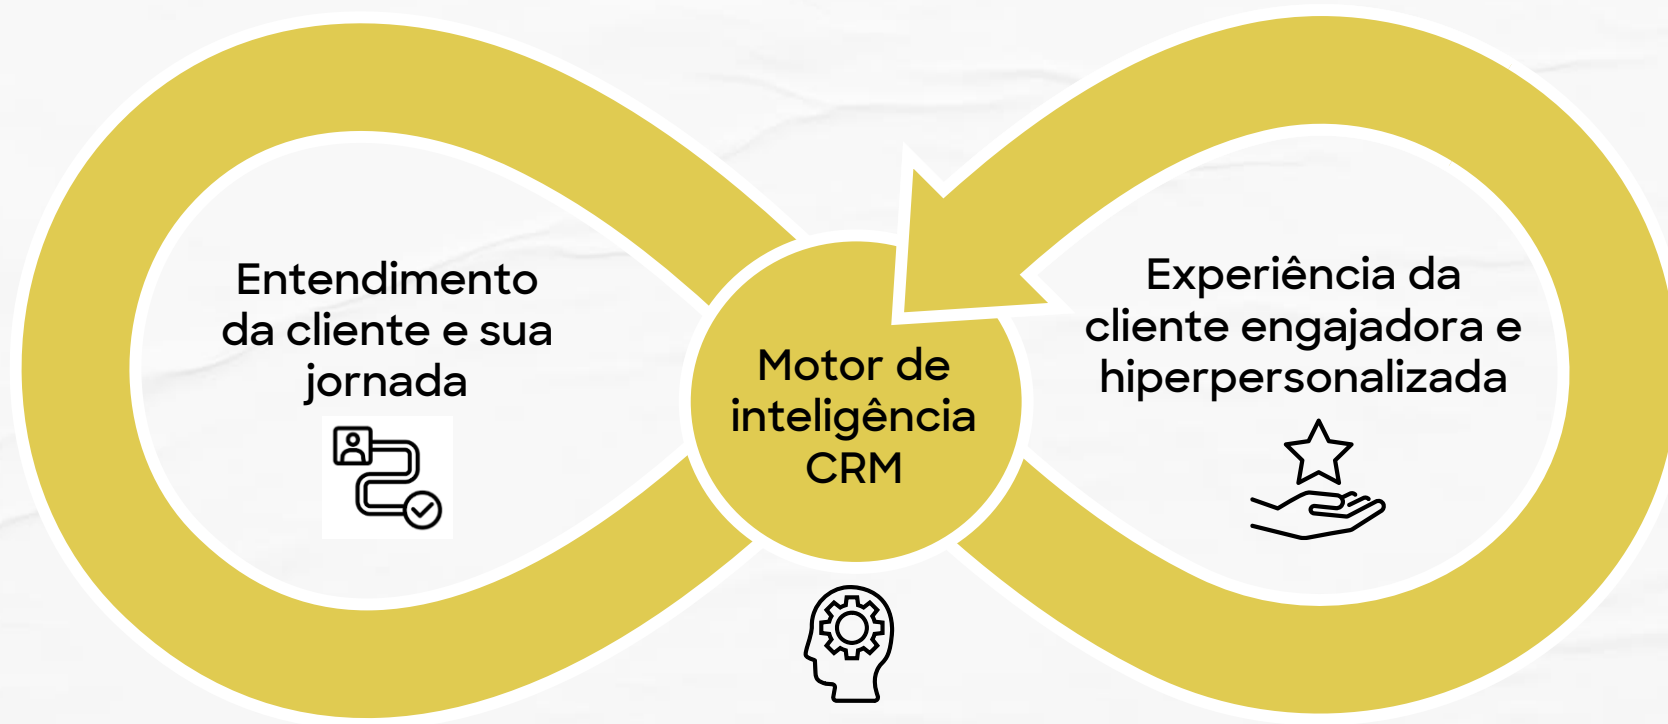 Entendimento
da cliente e sua
jornada
Motor de
inteligência
CRM
Experiência da
cliente engajadora e
hiperpersonalizada